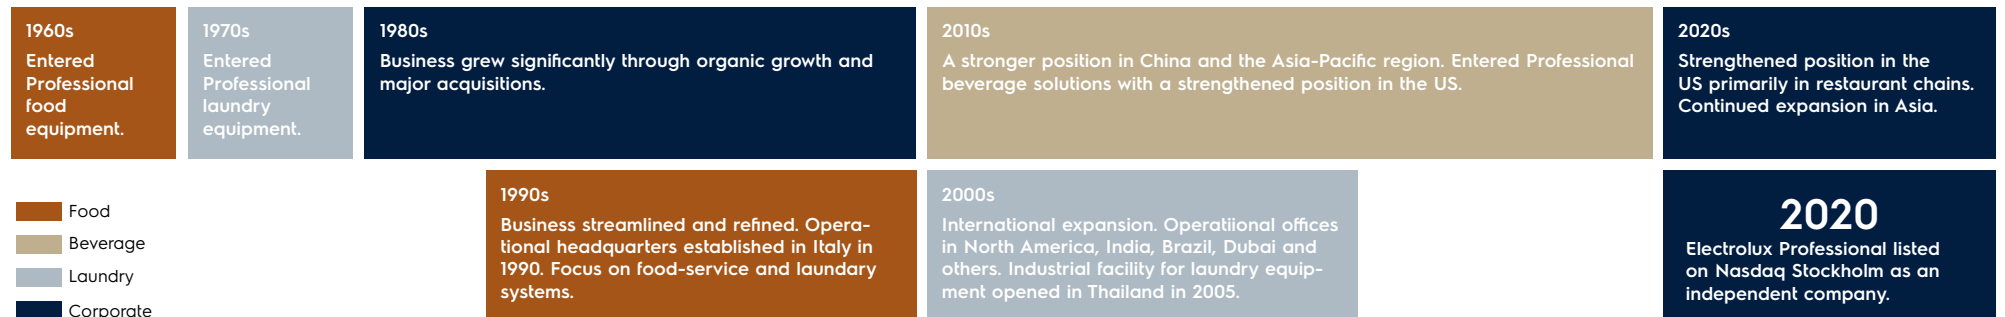 1960s
Entered
Professional
food
equipment.
1970s
Entered
Professional
laundry
equipment.
1980s
Business grew significantly through organic growth and
major acquisitions.
2010s
A stronger position in China and the Asia-Pacific region. Entered Professional
beverage solutions with a strengthened position in the US.
2020s
Strengthened position in the
US primarily in restaurant chains.
Continued expansion in Asia.
Food
Beverage
Laundry
Corporate
1990s
Business streamlined and refined. Opera-
tional headquarters established in Italy in
1990. Focus on food-service and laundary
systems.
2000s
International expansion. Operatiional offices
in North America, India, Brazil, Dubai and
others. Industrial facility for laundry equip-
ment opened in Thailand in 2005.
2020
Electrolux Professional listed
on Nasdaq Stockholm as an
independent company.